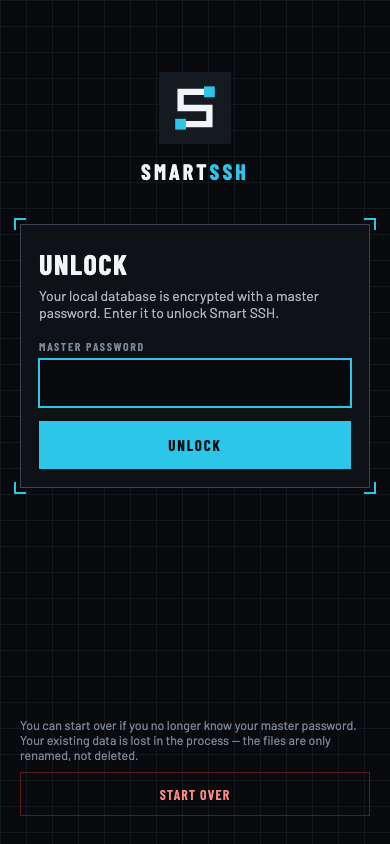 SMARTSSH
UNLOCK
Your local database is encrypted with a master
password. Enter it to unlock Smart SSH.
MASTER PASSWORD
UNLOCK
You can start over if you no longer know your master password.
Your existing data is lost in the process — the files are only
renamed, not deleted.
START OVER